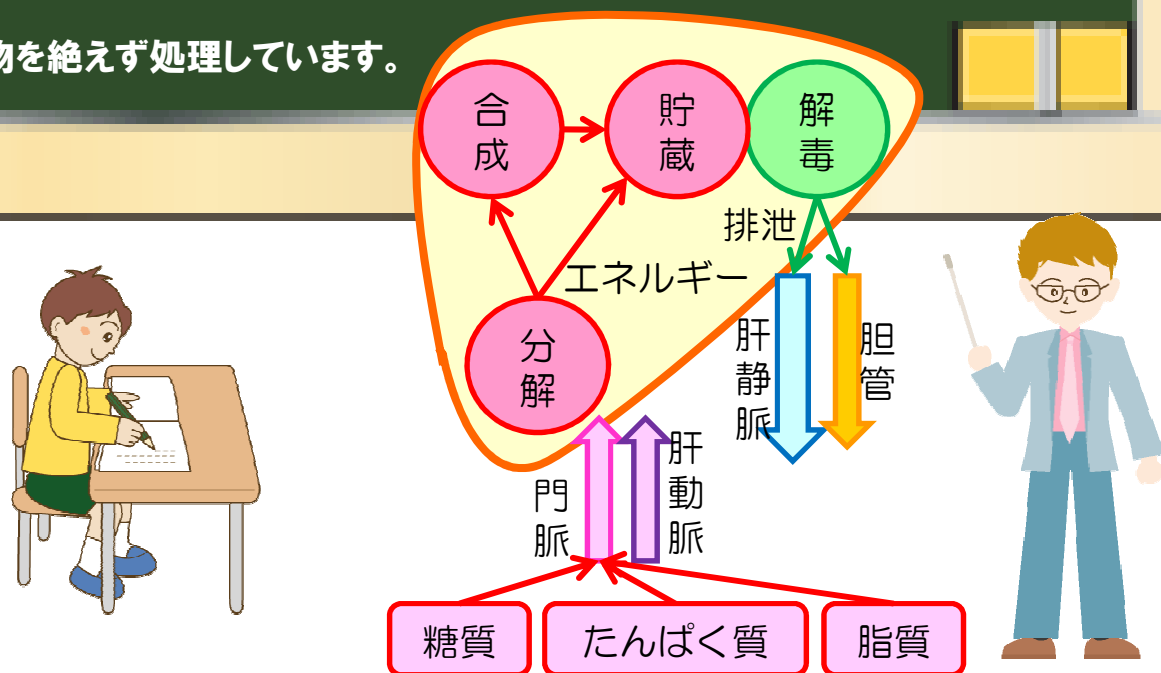 物を絶えず処理しています。
合成
貯蔵
解毒
排泄
エネルギー
分解
肝静脈
胆管
門脈
肝動脈
糖質
たんぱく質
脂質